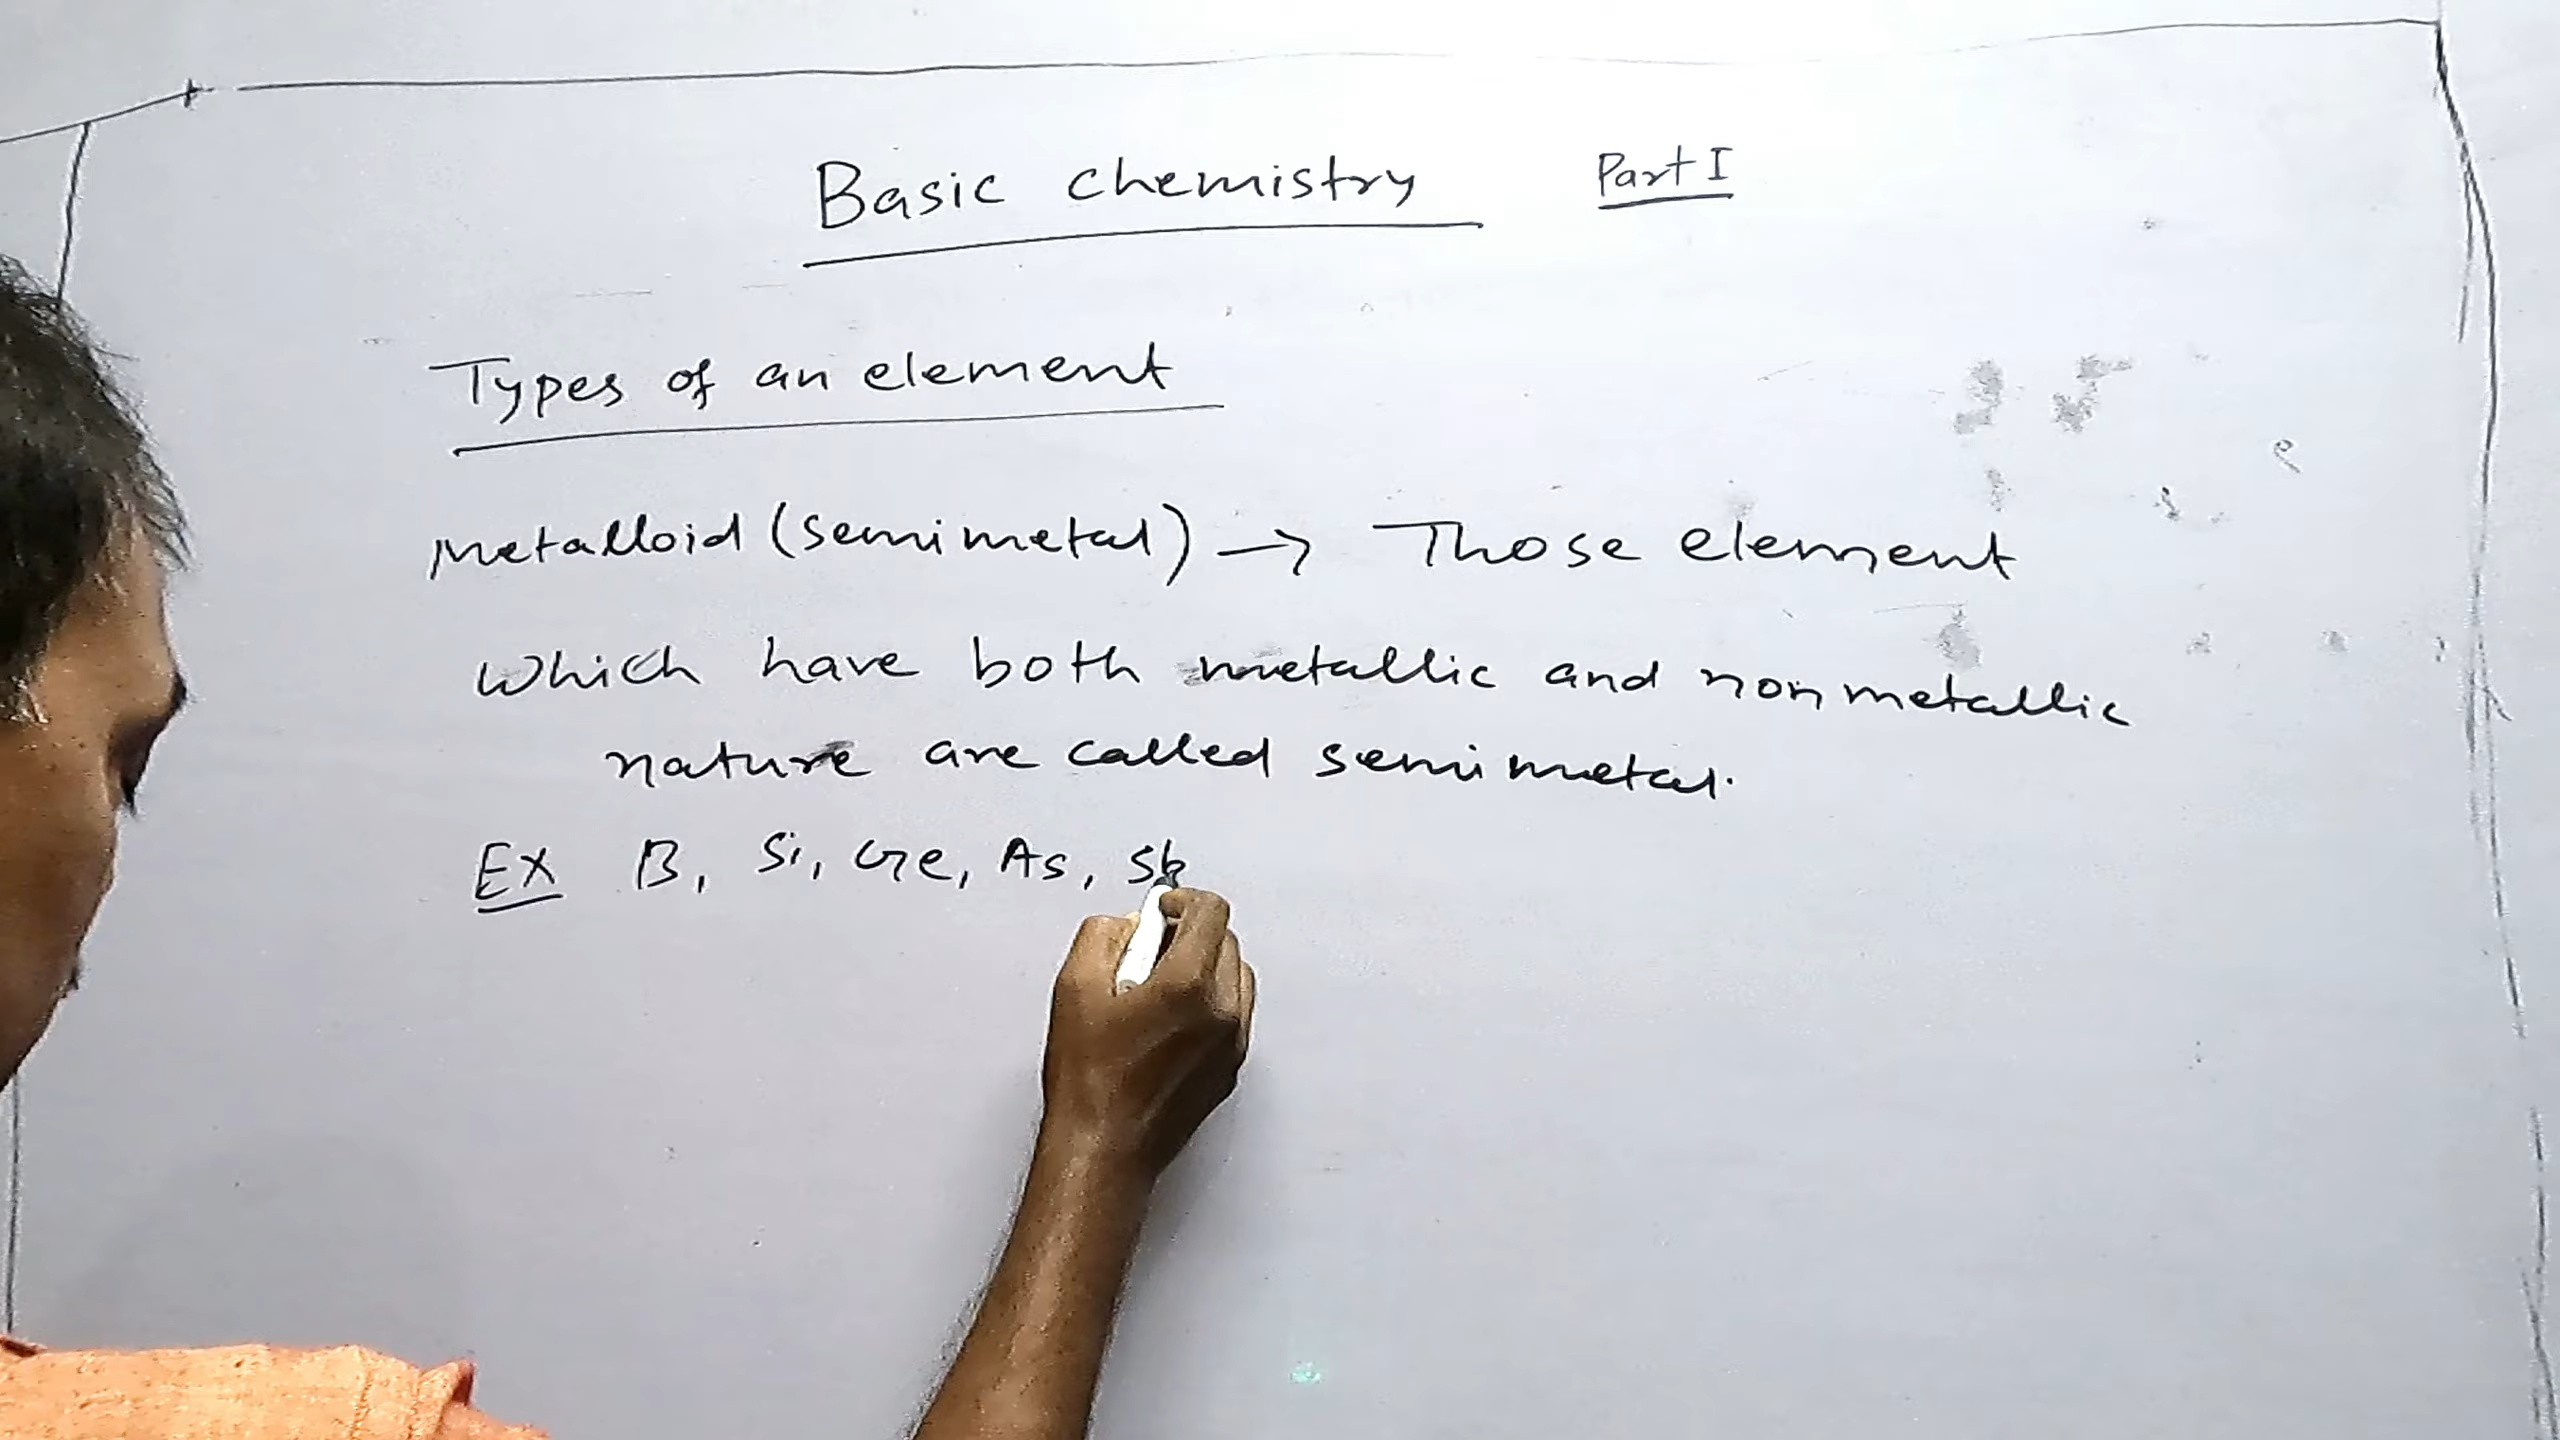 Basic chemistry Part I
Types of an element
Metalloid (semimetal) → Those element
which have both metallic and nonmetallic
nature are called semimetal.
EX B, Si, Ge, As, Sb